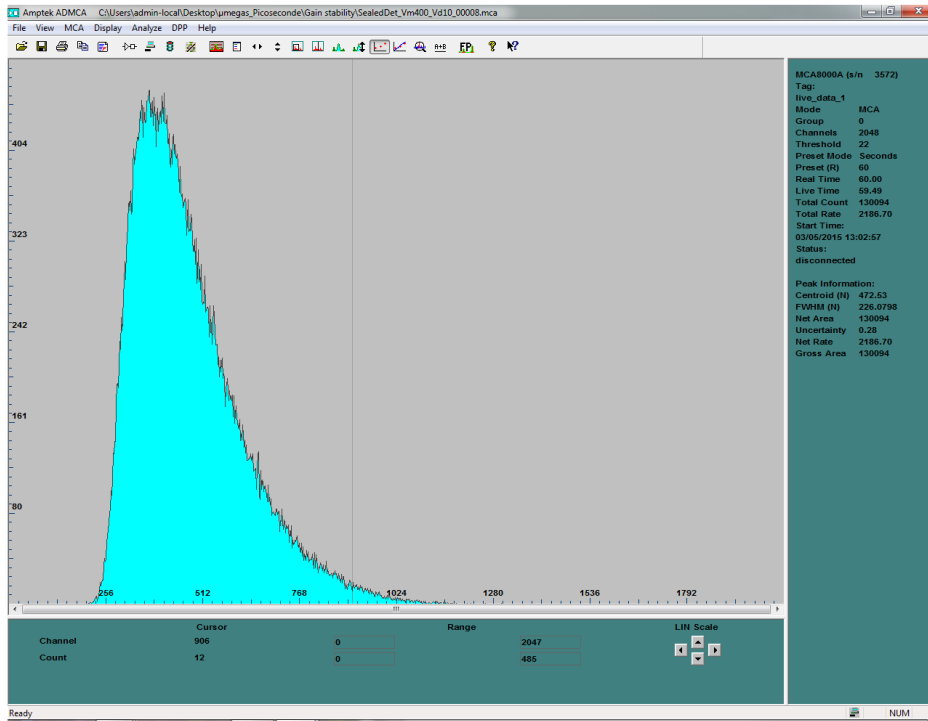 Amptek ADMCA C:\Users\admin-local\Desktop\µmegas_Picoseconde\Gain stability\SealedDet_Vm400_Vd10_00008.mca
File View MCA Display Analyze DPP Help
A+B FP ? ?
MCA8000A (s/n 3572)
Tag:
live_data_1
Mode MCA
Group 0
Channels 2048
Threshold 22
Preset Mode Seconds
Preset (R) 60
Real Time 60.00
Live Time 59.49
Total Count 130094
Total Rate 2186.70
Start Time:
03/05/2015 13:02:57
Status:
disconnected
Peak Information:
Centroid (N) 472.53
FWHM (N) 226.0798
Net Area 130094
Uncertainty 0.28
Net Rate 2186.70
Gross Area 130094
404
323
242
161
80
256 512 768 1024 1280 1536 1792
Cursor Range LIN Scale
Channel 906 0 2047
Count 12 0 485
Ready NUM